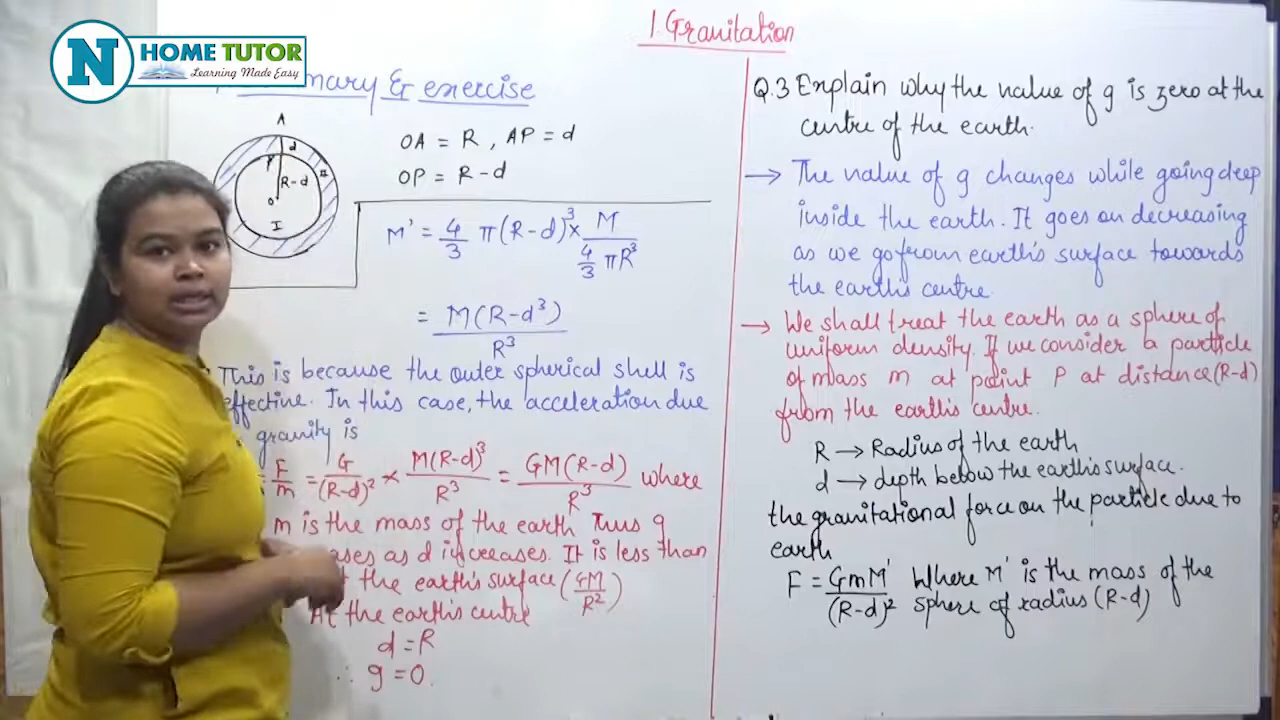 N
HOME TUTOR
Learning Made Easy
1. Gravitation
& exercise
A
d
P
R-d
O
I
II
OA = R , AP = d
OP = R-d
M' = 4/3 π(R-d)³ × M / 4/3 πR³
= M(R-d³) / R³
This is because the outer spherical shell is
effective. In this case, the acceleration due
gravity is
= F/m = G/(R-d)² × M(R-d)³/R³ = GM(R-d)/R³ where
m is the mass of the earth Thus g
ases as d increases. It is less than
t the earth's surface (GM/R²)
At the earth's centre
d = R
∴ g = 0.
Q.3 Explain why the value of g is zero at the
centre of the earth.
→ The value of g changes while going deep
inside the earth. It goes on decreasing
as we go from earth's surface towards
the earth's centre.
→ We shall treat the earth as a sphere of
uniform density. If we consider a particle
of mass m at point P at distance (R-d)
from the earth's centre.
R → Radius of the earth
d → depth below the earth's surface.
the gravitational force on the particle due to
earth
F = GmM'/(R-d)² Where M' is the mass of the
sphere of radius (R-d)